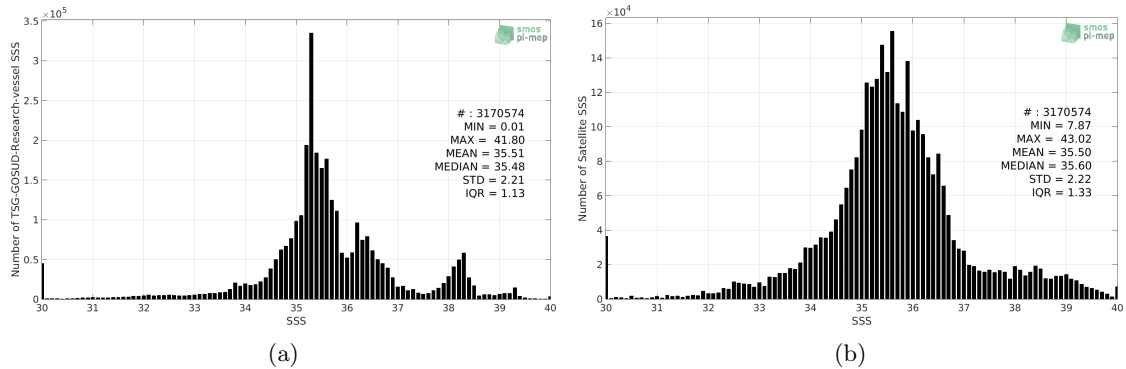 ×10^5
3.5
3
2.5
2
1.5
1
0.5
0
Number of TSG-GOSUD-Research-vessel SSS
smos
pi-mep
# : 3170574
MIN = 0.01
MAX = 41.80
MEAN = 35.51
MEDIAN = 35.48
STD = 2.21
IQR = 1.13
30 31 32 33 34 35 36 37 38 39 40
SSS
(a)
×10^4
16
14
12
10
8
6
4
2
0
Number of Satellite SSS
smos
pi-mep
# : 3170574
MIN = 7.87
MAX = 43.02
MEAN = 35.50
MEDIAN = 35.60
STD = 2.22
IQR = 1.33
30 31 32 33 34 35 36 37 38 39 40
SSS
(b)